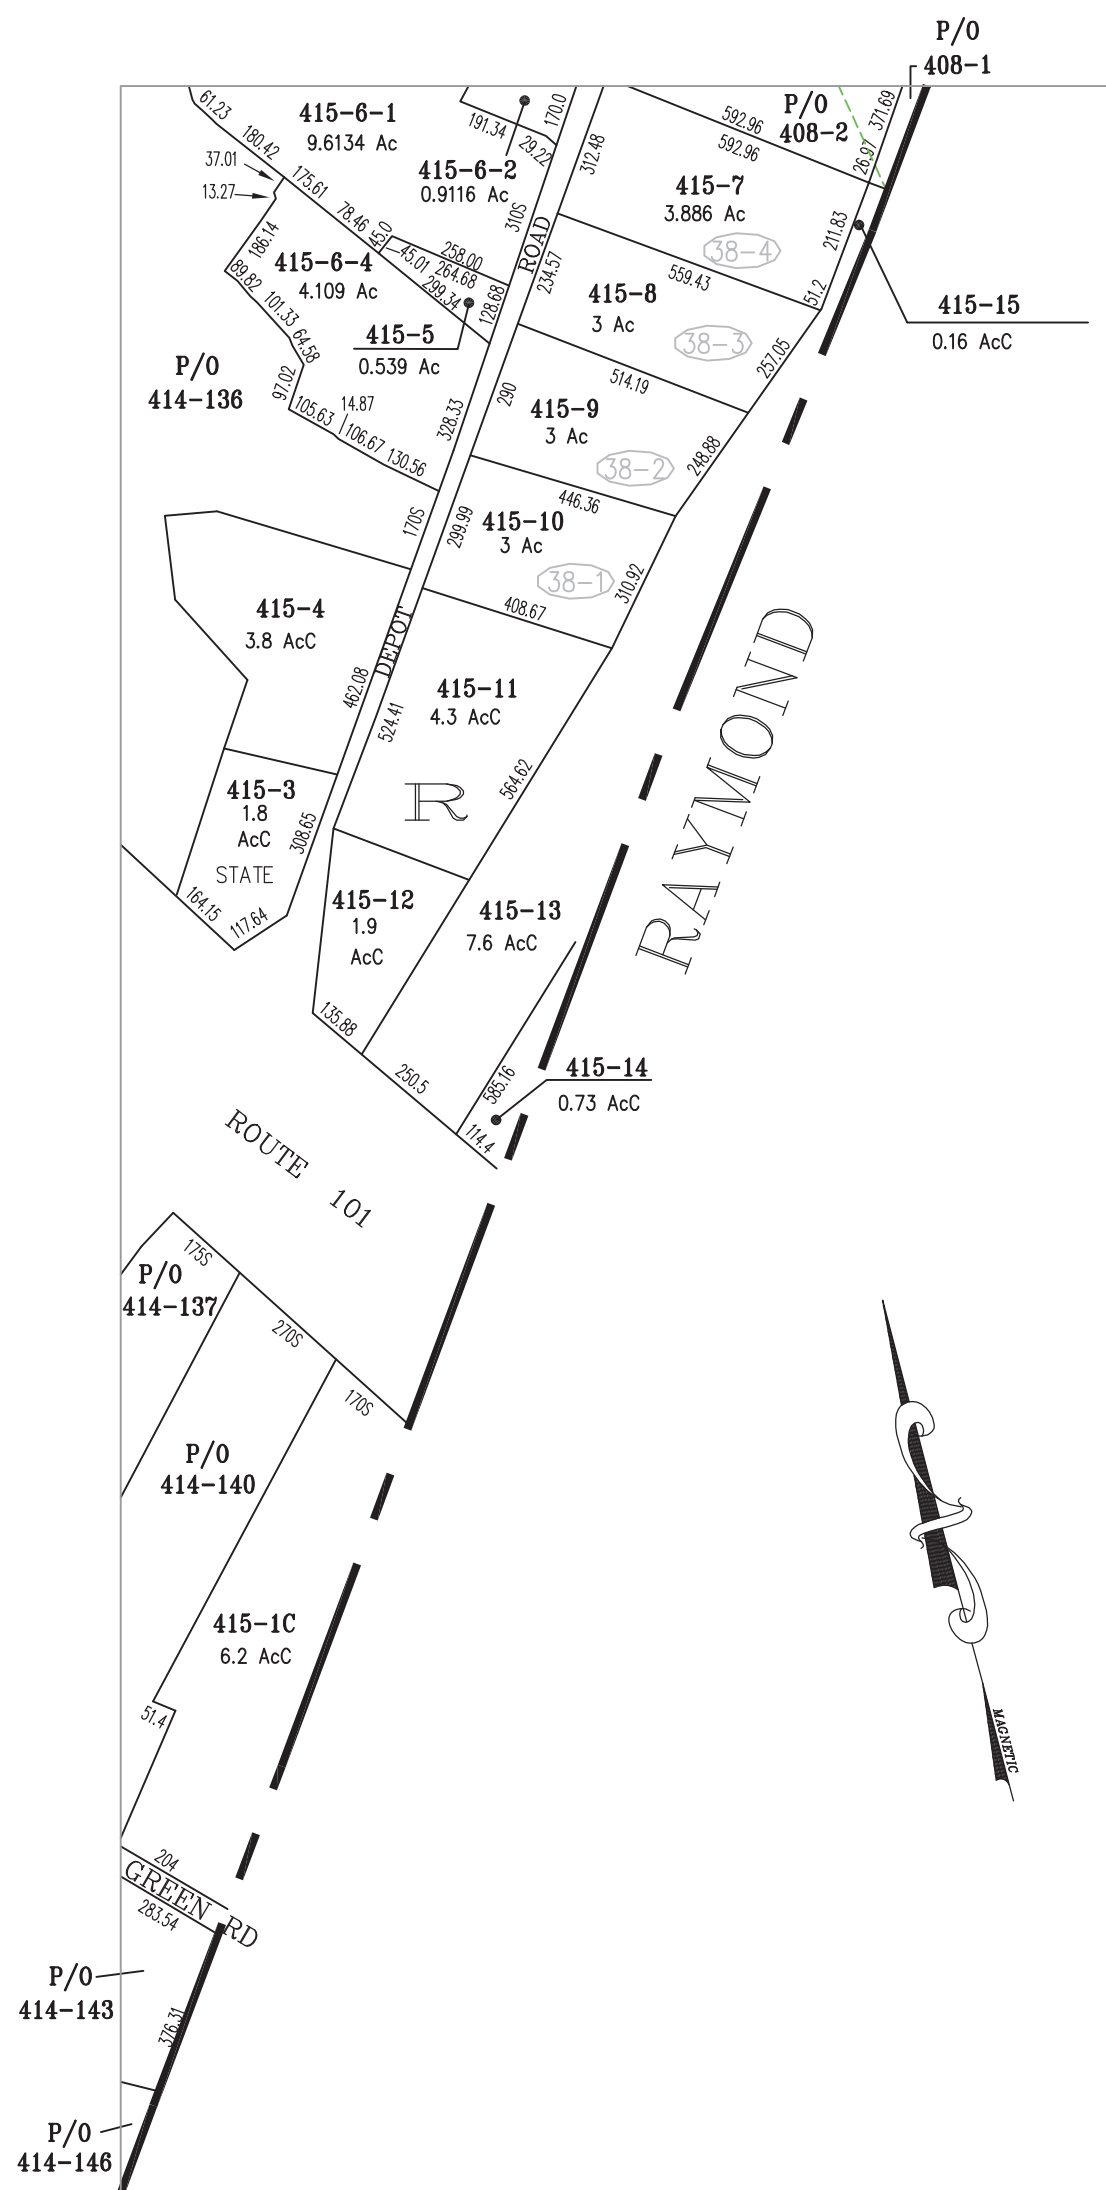 P/O
408-1
P/O
408-2
371.69
26.97
61.23
415-6-1
9.6134 Ac
180.42
37.01
13.27
175.61
78.46
45.0
45.01
191.34
29.22
170.0
415-6-2
0.9116 Ac
310S
312.48
592.96
592.96
415-7
3.886 Ac
38-4
211.83
51.2
415-15
0.16 AcC
186.14
415-6-4
4.109 Ac
89.82
101.33
64.58
97.02
258.00
264.68
299.34
128.68
415-5
0.539 Ac
ROAD
234.57
559.43
415-8
3 Ac
38-3
257.05
P/O
414-136
105.63
14.87
106.67
130.56
328.33
290
514.19
415-9
3 Ac
38-2
248.88
446.36
170S
299.99
415-10
3 Ac
38-1
310.92
408.67
415-4
3.8 AcC
DEPOT
462.08
524.41
415-11
4.3 AcC
R
564.62
RAYMOND
415-3
1.8
AcC
STATE
308.65
164.15
117.64
415-12
1.9
AcC
415-13
7.6 AcC
135.88
250.5
585.16
114.4
415-14
0.73 AcC
ROUTE 101
175S
P/O
414-137
270S
170S
P/O
414-140
415-1C
6.2 AcC
51.4
MAGNETIC
204
GREEN RD
283.54
P/O
414-143
376.31
P/O
414-146